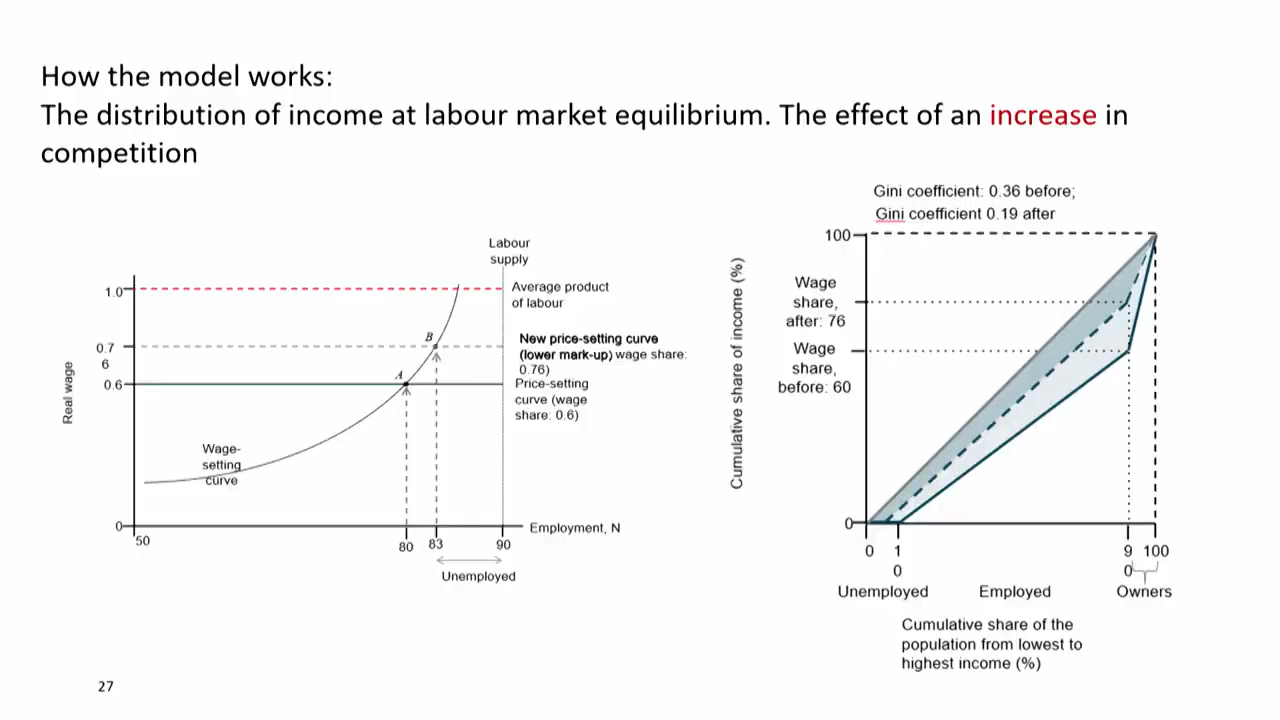 How the model works:
The distribution of income at labour market equilibrium. The effect of an increase in
competition
Labour
supply
1.0
Average product
of labour
B
New price-setting curve
(lower mark-up) wage share:
0.76)
0.7
6
A
0.6
Price-setting
curve (wage
share: 0.6)
Real wage
Wage-
setting
curve
0
Employment, N
50
80
83
90
Unemployed
Gini coefficient: 0.36 before;
Gini coefficient 0.19 after
100
Cumulative share of income (%)
Wage
share,
after: 76
Wage
share,
before: 60
0
0
1
0
9
0
100
Unemployed
Employed
Owners
Cumulative share of the
population from lowest to
highest income (%)
27